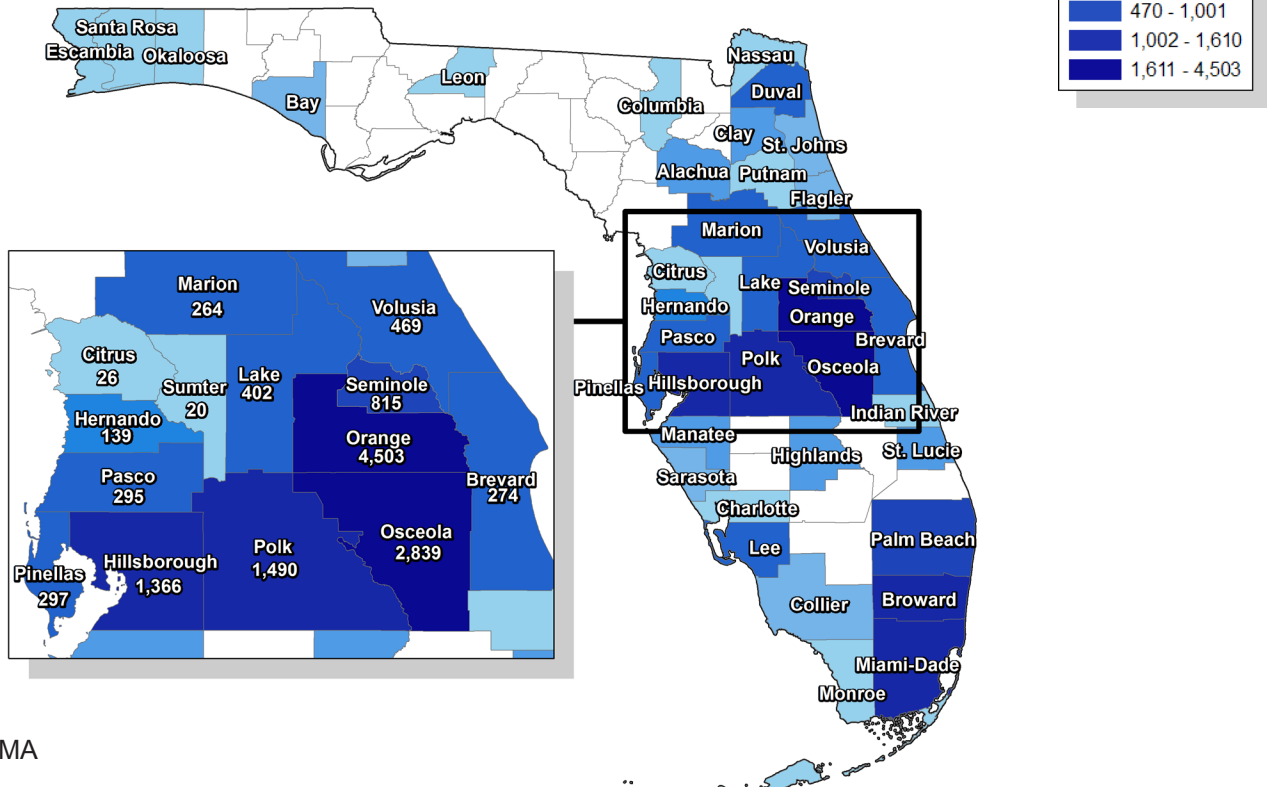 470 - 1,001
1,002 - 1,610
1,611 - 4,503
Santa Rosa
Escambia
Okaloosa
Bay
Leon
Columbia
Nassau
Duval
Clay
St. Johns
Alachua
Putnam
Flagler
Marion
Volusia
Citrus
Lake
Seminole
Hernando
Orange
Pasco
Brevard
Polk
Osceola
Pinellas
Hillsborough
Indian River
Manatee
Highlands
St. Lucie
Sarasota
Charlotte
Lee
Palm Beach
Collier
Broward
Miami-Dade
Monroe
Marion
264
Volusia
469
Citrus
26
Sumter
20
Lake
402
Seminole
815
Hernando
139
Orange
4,503
Pasco
295
Brevard
274
Osceola
2,839
Polk
1,490
Hillsborough
1,366
Pinellas
297
MA